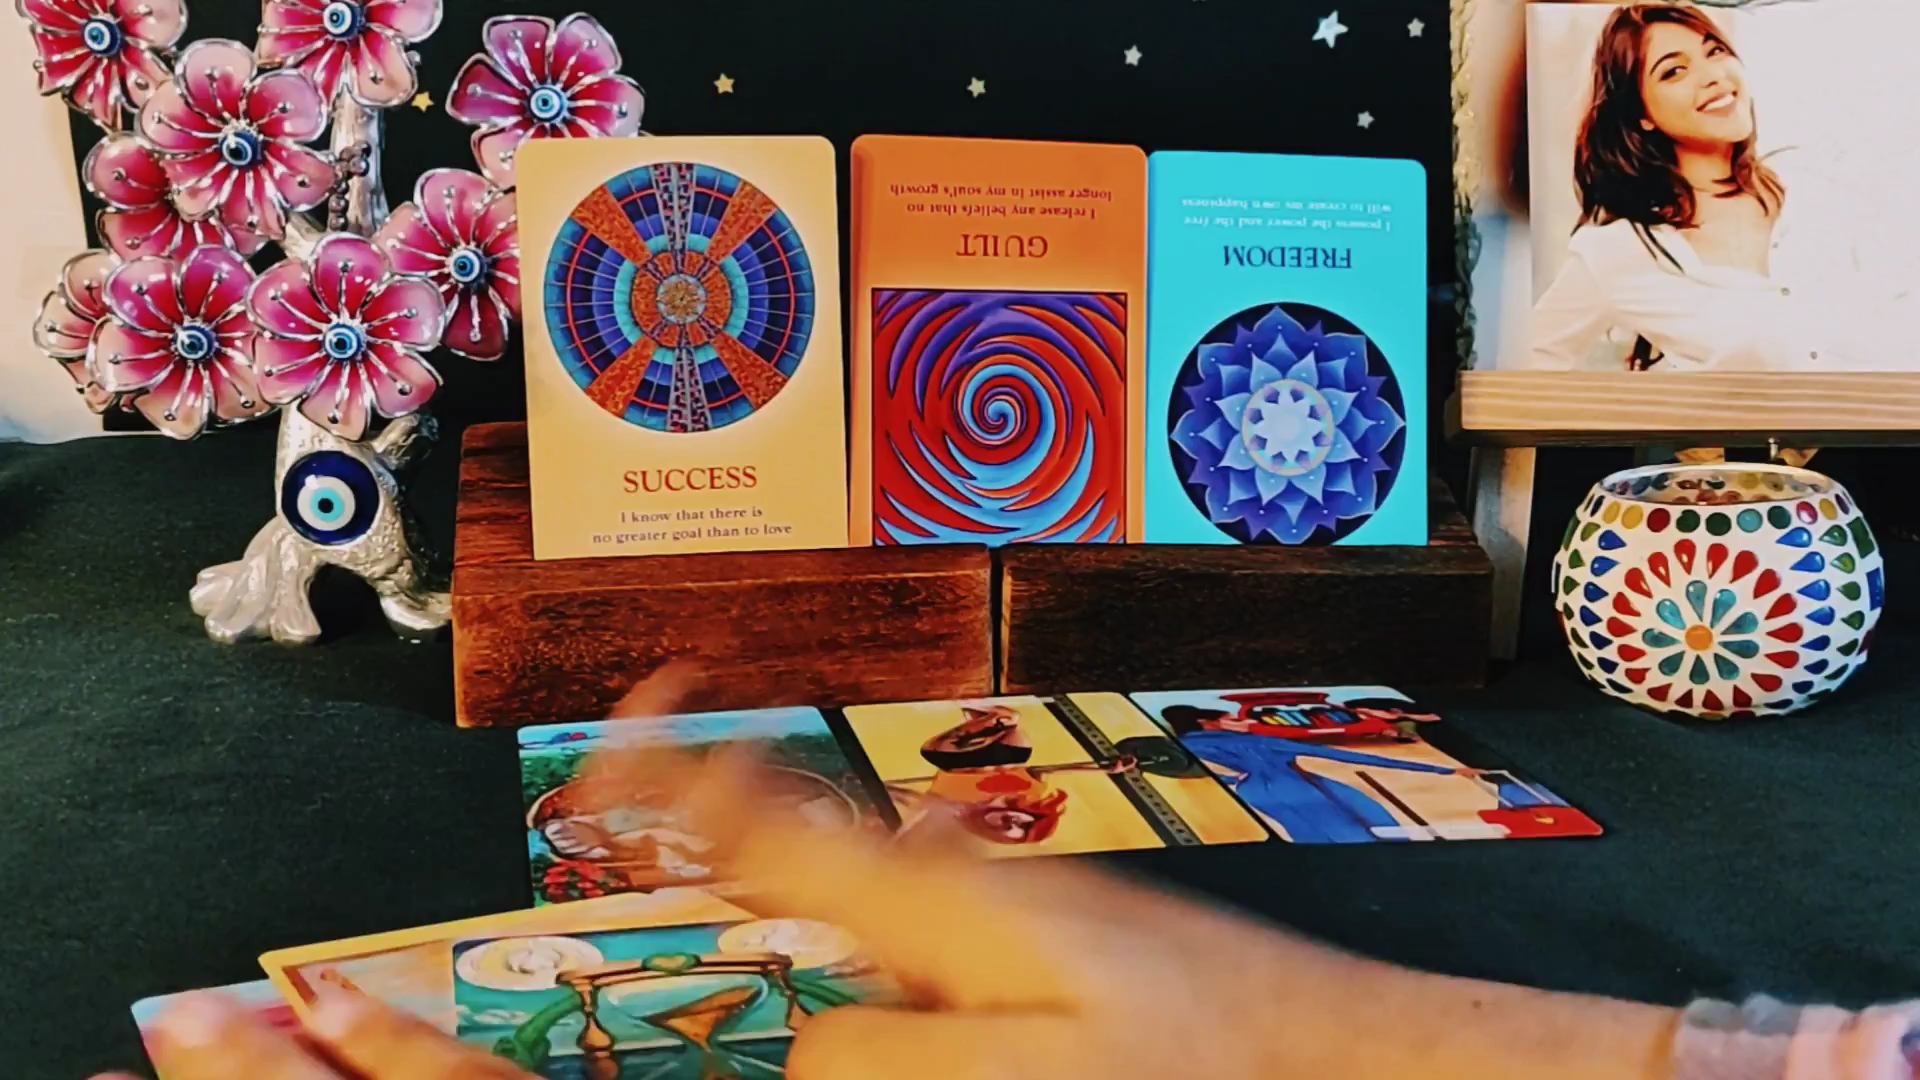 SUCCESS
I know that there is
no greater goal than to love
GUILT
I release any beliefs that no
longer assist in my soul's growth
FREEDOM
I possess the power and the free
will to create my own happiness